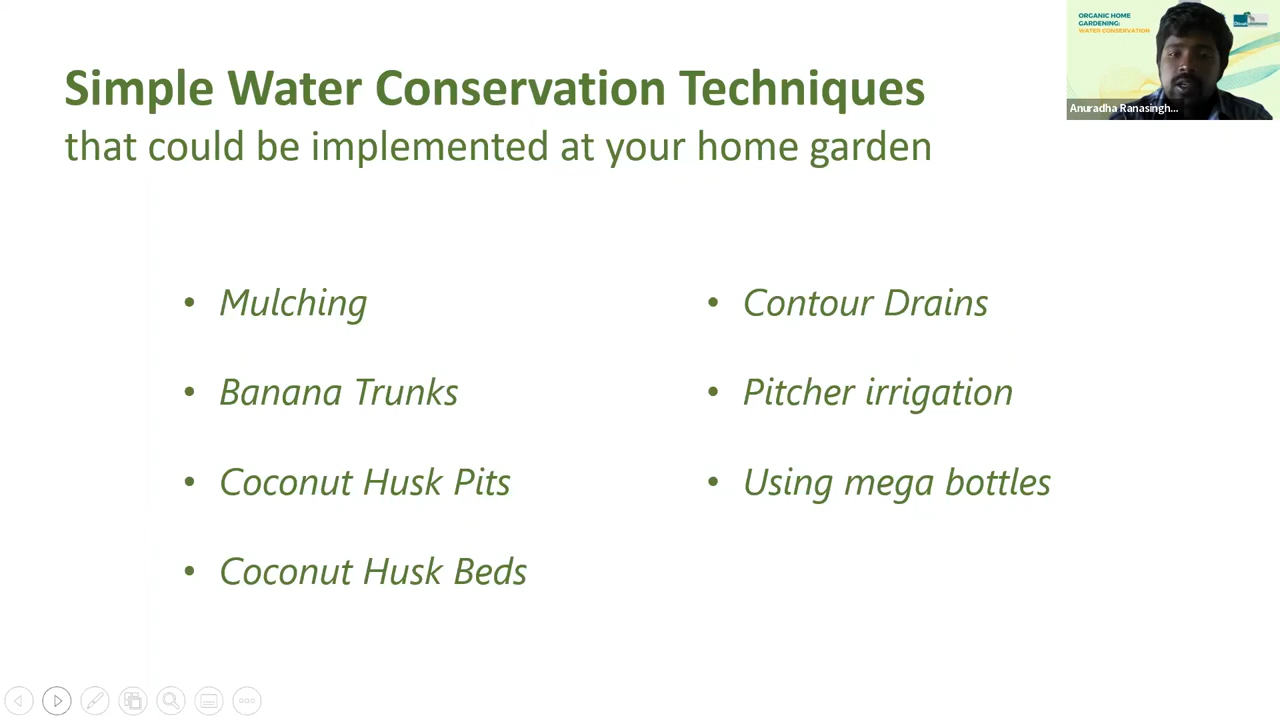 Simple Water Conservation Techniques
that could be implemented at your home garden
• Mulching
• Banana Trunks
• Coconut Husk Pits
• Coconut Husk Beds
• Contour Drains
• Pitcher irrigation
• Using mega bottles
ORGANIC HOME
GARDENING:
WATER CONSERVATION
Anuradha Ranasingh...